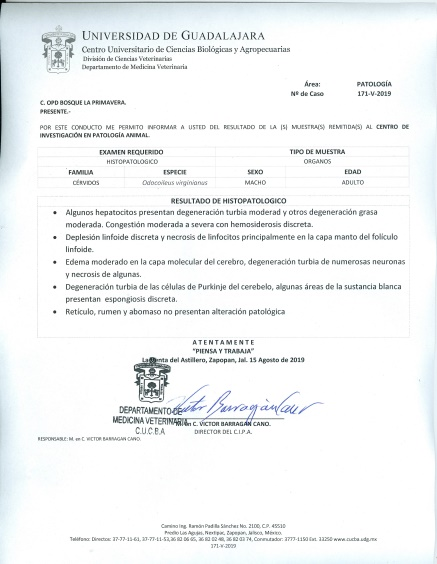 UNIVERSIDAD DE GUADALAJARA
Centro Universitario de Ciencias Biológicas y Agropecuarias
División de Ciencias Veterinarias
Departamento de Medicina Veterinaria
Área: PATOLOGÍA
Nº de Caso 171-V-2019
C. OPD BOSQUE LA PRIMAVERA.
PRESENTE.-
POR ESTE CONDUCTO ME PERMITO INFORMAR A USTED DEL RESULTADO DE LA (S) MUESTRA(S) REMITIDA(S) AL CENTRO DE
INVESTIGACIÓN EN PATOLOGÍA ANIMAL.
EXAMEN REQUERIDO TIPO DE MUESTRA
HISTOPATOLOGICO ORGANOS
FAMILIA ESPECIE SEXO EDAD
CÉRVIDOS Odocoileus virginianus MACHO ADULTO
RESULTADO DE HISTOPATOLOGICO
• Algunos hepatocitos presentan degeneración turbia moderad y otros degeneración grasa
moderada. Congestión moderada a severa con hemosiderosis discreta.
• Deplesión linfoide discreta y necrosis de linfocitos principalmente en la capa manto del folículo
linfoide.
• Edema moderado en la capa molecular del cerebro, degeneración turbia de numerosas neuronas
y necrosis de algunas.
• Degeneración turbia de las células de Purkinje del cerebelo, algunas áreas de la sustancia blanca
presentan espongiosis discreta.
• Retículo, rumen y abomaso no presentan alteración patológica
A T E N T A M E N T E
"PIENSA Y TRABAJA"
La Venta del Astillero, Zapopan, Jal. 15 Agosto de 2019
DEPARTAMENTO DE
MEDICINA VETERINARIA
C.U.C.B.A
Victor Barragán Cano
M. en C. VICTOR BARRAGAN CANO.
DIRECTOR DEL C.I.P.A.
RESPONSABLE: M. en C. VICTOR BARRAGAN CANO.
Camino Ing. Ramón Padilla Sánchez No. 2100, C.P. 45510
Predio Las Agujas, Nextipac, Zapopan, Jalisco, México.
Teléfono: Directos: 37-77-11-61, 37-77-11-53,36 82 06 65, 36 82 02 48, 36 82 03 74, Conmutador: 3777-1150 Ext. 33250 www.cucba.udg.mx
171-V-2019